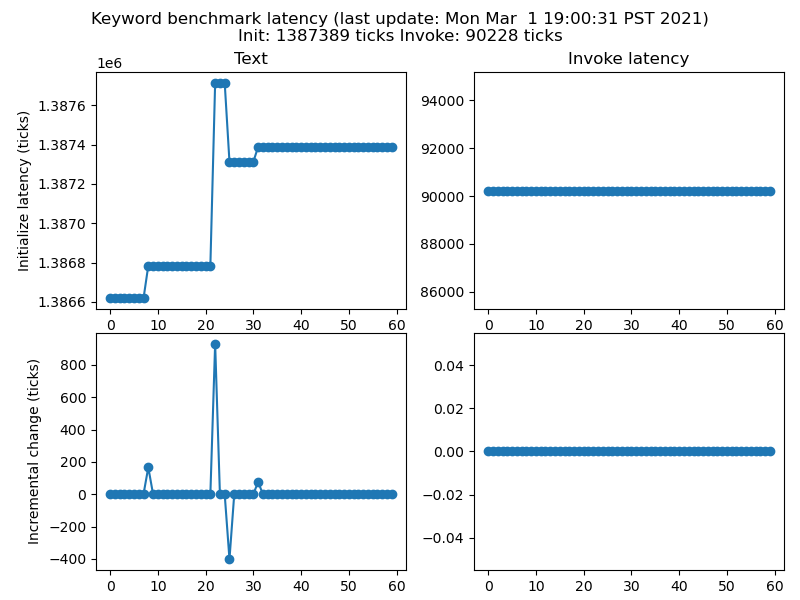 Keyword benchmark latency (last update: Mon Mar  1 19:00:31 PST 2021)
Init: 1387389 ticks Invoke: 90228 ticks
Text
Invoke latency
1e6
Initialize latency (ticks)
1.3876
1.3874
1.3872
1.3870
1.3868
1.3866
0 10 20 30 40 50 60
94000
92000
90000
88000
86000
0 10 20 30 40 50 60
Incremental change (ticks)
800
600
400
200
0
−200
−400
0 10 20 30 40 50 60
0.04
0.02
0.00
−0.02
−0.04
0 10 20 30 40 50 60